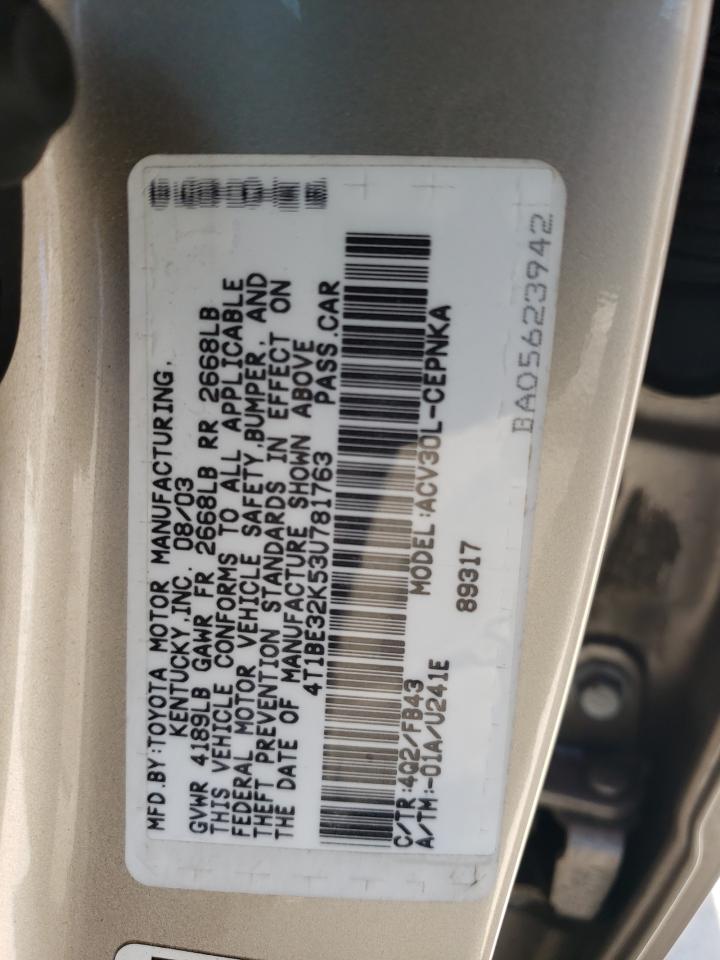 MFD.BY:TOYOTA MOTOR MANUFACTURING,
KENTUCKY,INC. 08/03
GVWR 4189LB GAWR FR 2668LB RR 2668LB
THIS VEHICLE CONFORMS TO ALL APPLICABLE
FEDERAL MOTOR VEHICLE SAFETY,BUMPER, AND
THEFT PREVENTION STANDARDS IN EFFECT ON
THE DATE OF MANUFACTURE SHOWN ABOVE
4T1BE32K53U781763 PASS.CAR
C/TR:4Q2/FB43 MODEL:ACV30L-CEPNKA
A/TM:-01A/U241E 89317
BA05623942